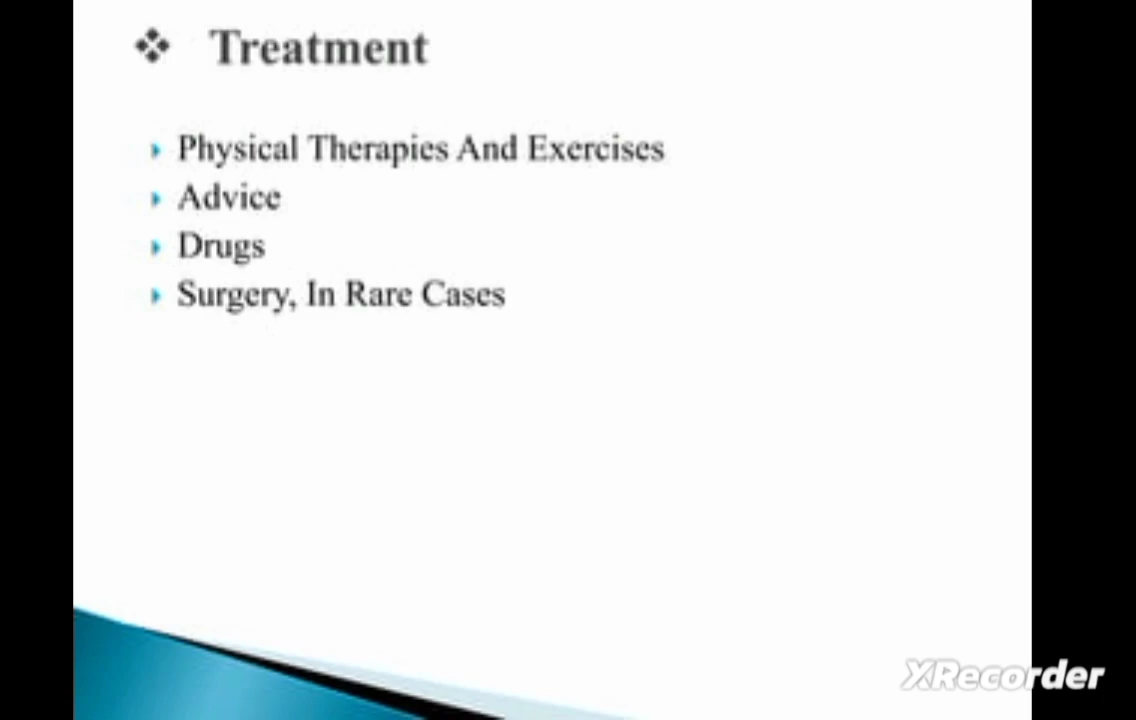 ❖ Treatment
Physical Therapies And Exercises
Advice
Drugs
Surgery, In Rare Cases
XRecorder